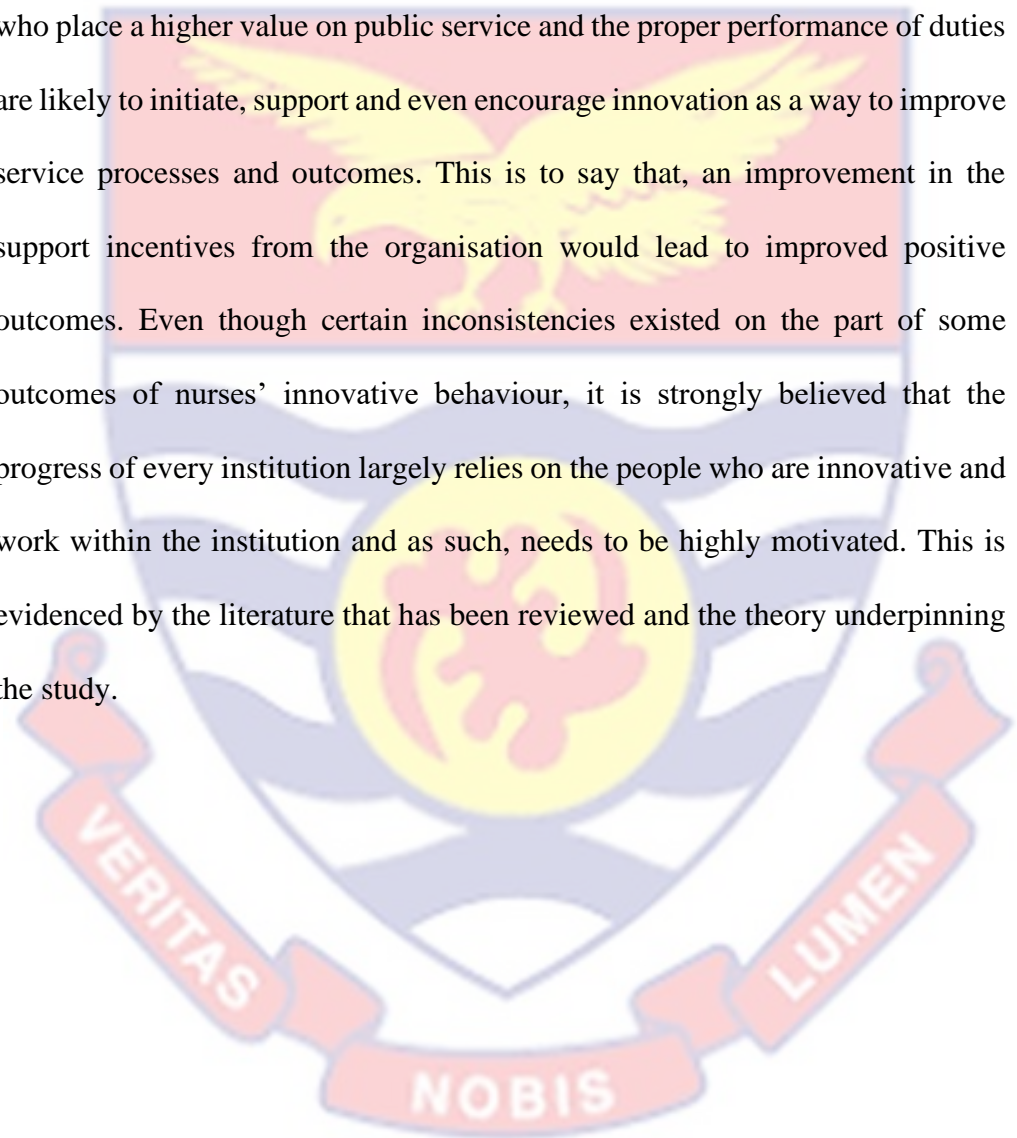 who place a higher value on public service and the proper performance of duties
are likely to initiate, support and even encourage innovation as a way to improve
service processes and outcomes. This is to say that, an improvement in the
support incentives from the organisation would lead to improved positive
outcomes. Even though certain inconsistencies existed on the part of some
outcomes of nurses’ innovative behaviour, it is strongly believed that the
progress of every institution largely relies on the people who are innovative and
work within the institution and as such, needs to be highly motivated. This is
evidenced by the literature that has been reviewed and the theory underpinning
the study.
VERITAS
NOBIS
LUMEN